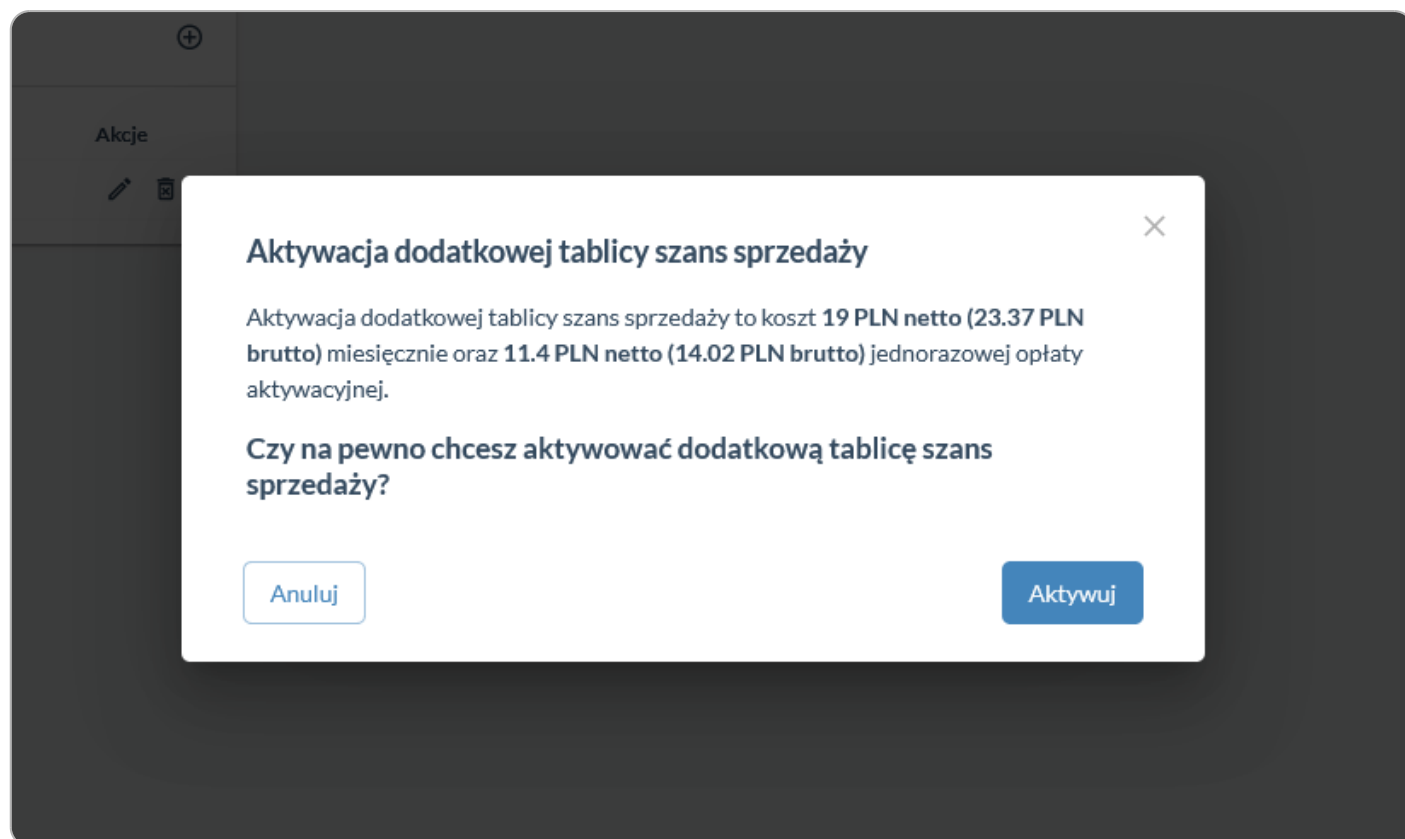 Akcje
Aktywacja dodatkowej tablicy szans sprzedaży
Aktywacja dodatkowej tablicy szans sprzedaży to koszt 19 PLN netto (23.37 PLN
brutto) miesięcznie oraz 11.4 PLN netto (14.02 PLN brutto) jednorazowej opłaty
aktywacyjnej.
Czy na pewno chcesz aktywować dodatkową tablicę szans
sprzedaży?
Anuluj
Aktywuj